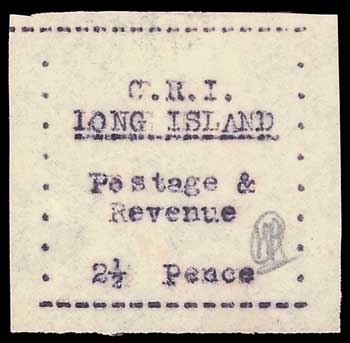 G.R.I.
LONG ISLAND
Postage &
Revenue
2½ Pence